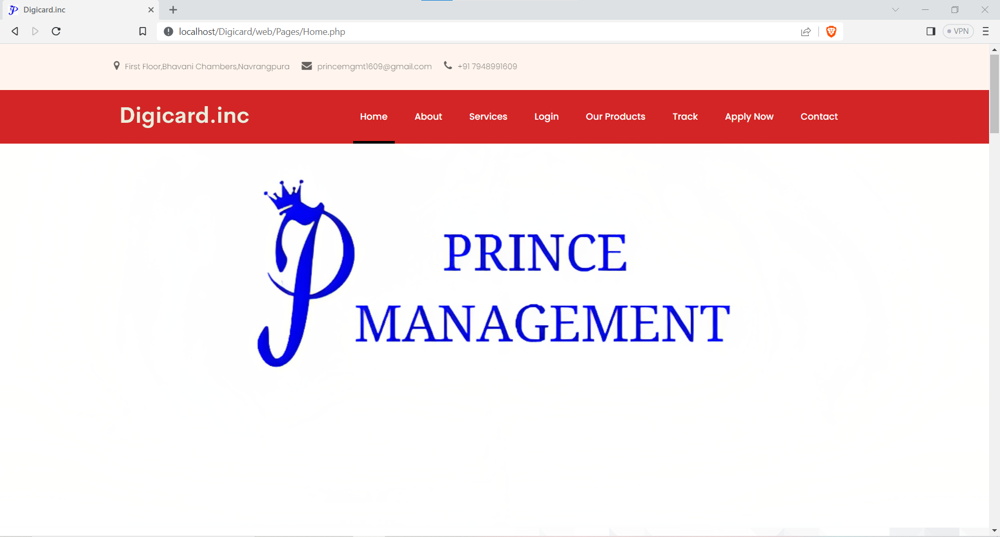 Digicard.inc
localhost/Digicard/web/Pages/Home.php
VPN
First Floor,Bhavani Chambers,Navrangpura princemgmt1609@gmail.com +91 7948991609
Digicard.inc Home About Services Login Our Products Track Apply Now Contact
P
PRINCE
MANAGEMENT